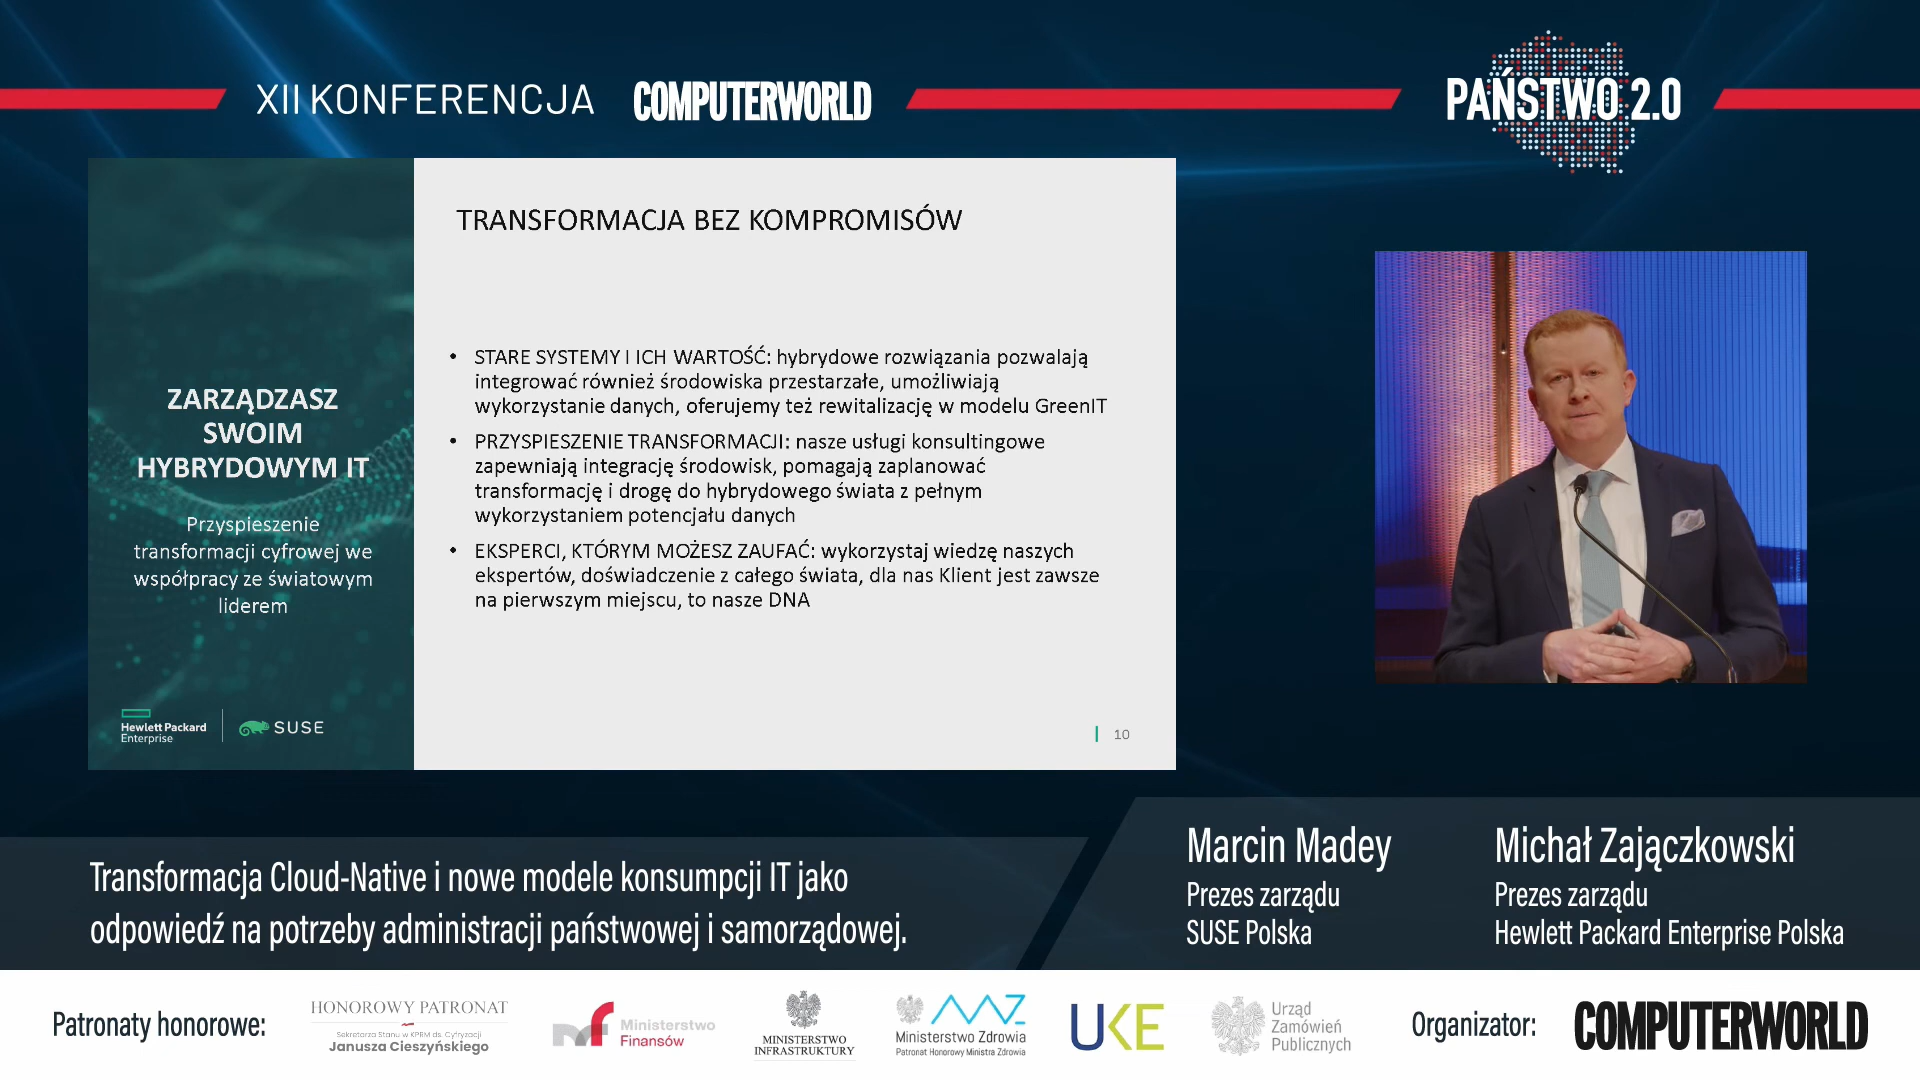 XII KONFERENCJA COMPUTERWORLD
PAŃSTWO 2.0
ZARZĄDZASZ
SWOIM
HYBRYDOWYM IT
Przyspieszenie
transformacji cyfrowej we
współpracy ze światowym
liderem
Hewlett Packard
Enterprise
SUSE
TRANSFORMACJA BEZ KOMPROMISÓW
• STARE SYSTEMY I ICH WARTOŚĆ: hybrydowe rozwiązania pozwalają
integrować również środowiska przestarzałe, umożliwiają
wykorzystanie danych, oferujemy też rewitalizację w modelu GreenIT
• PRZYSPIESZENIE TRANSFORMACJI: nasze usługi konsultingowe
zapewniają integrację środowisk, pomagają zaplanować
transformację i drogę do hybrydowego świata z pełnym
wykorzystaniem potencjału danych
• EKSPERCI, KTÓRYM MOŻESZ ZAUFAĆ: wykorzystaj wiedzę naszych
ekspertów, doświadczenie z całego świata, dla nas Klient jest zawsze
na pierwszym miejscu, to nasze DNA
10
Transformacja Cloud-Native i nowe modele konsumpcji IT jako
odpowiedź na potrzeby administracji państwowej i samorządowej.
Marcin Madey
Prezes zarządu
SUSE Polska
Michał Zajączkowski
Prezes zarządu
Hewlett Packard Enterprise Polska
Patronaty honorowe:
HONOROWY PATRONAT
Sekretarza Stanu w KPRM ds. Cyfryzacji
Janusza Cieszyńskiego
mf
Ministerstwo
Finansów
MINISTERSTWO
INFRASTRUKTURY
MZ
Ministerstwo Zdrowia
Patronat Honorowy Ministra Zdrowia
UKE
Urząd
Zamówień
Publicznych
Organizator:
COMPUTERWORLD